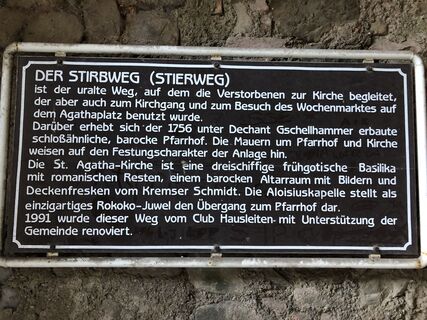 DER STIRBWEG (STIERWEG)
ist der uralte Weg, auf dem die Verstorbenen zur Kirche begleitet,
der aber auch zum Kirchgang und zum Besuch des Wochenmarktes auf
dem Agathaplatz benutzt wurde.
Darüber erhebt sich der 1756 unter Dechant Gschellhammer erbaute
schloßähnliche, barocke Pfarrhof. Die Mauern um Pfarrhof und Kirche
weisen auf den Festungscharakter der Anlage hin.
Die St. Agatha-Kirche ist eine dreischiffige frühgotische Basilika
mit romanischen Resten, einem barocken Altarraum mit Bildern und
Deckenfresken vom Kremser Schmidt. Die Aloisiuskapelle stellt als
einzigartiges Rokoko-Juwel den Übergang zum Pfarrhof dar.
1991 wurde dieser Weg vom Club Hausleiten mit Unterstützung der
Gemeinde renoviert.